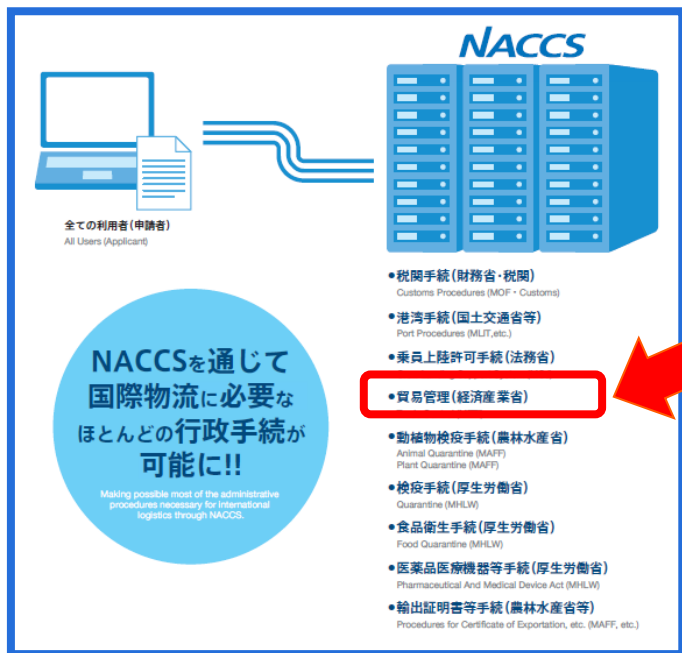 NACCS
全ての利用者(申請者)
All Users (Applicant)
•税関手続(財務省・税関)
Customs Procedures (MOF・Customs)
•港湾手続(国土交通省等)
Port Procedures (MLIT,etc.)
•乗員上陸許可手続(法務省)
•貿易管理(経済産業省)
•動植物検疫手続(農林水産省)
Animal Quarantine (MAFF)
Plant Quarantine (MAFF)
•検疫手続(厚生労働省)
Quarantine (MHLW)
•食品衛生手続(厚生労働省)
Food Quarantine (MHLW)
•医薬品医療機器等手続(厚生労働省)
Pharmaceutical And Medical Device Act (MHLW)
•輸出証明書等手続(農林水産省等)
Procedures for Certificate of Exportation, etc. (MAFF, etc.)
NACCSを通じて
国際物流に必要な
ほとんどの行政手続が
可能に!!
Making possible most of the administrative
procedures necessary for international
logistics through NACCS.